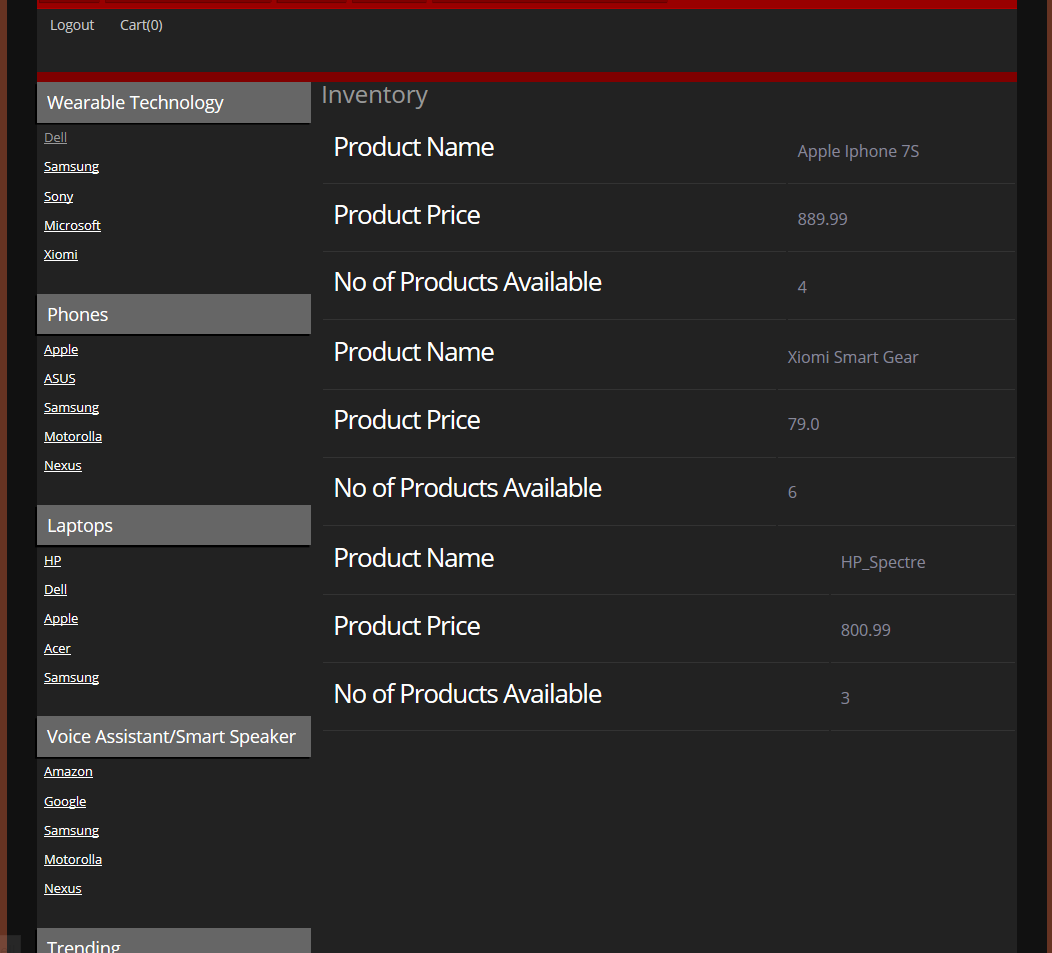 Logout Cart(0)
Wearable Technology
Dell
Samsung
Sony
Microsoft
Xiomi
Phones
Apple
ASUS
Samsung
Motorolla
Nexus
Laptops
HP
Dell
Apple
Acer
Samsung
Voice Assistant/Smart Speaker
Amazon
Google
Samsung
Motorolla
Nexus
Trending
Inventory
Product Name Apple Iphone 7S
Product Price 889.99
No of Products Available 4
Product Name Xiomi Smart Gear
Product Price 79.0
No of Products Available 6
Product Name HP_Spectre
Product Price 800.99
No of Products Available 3